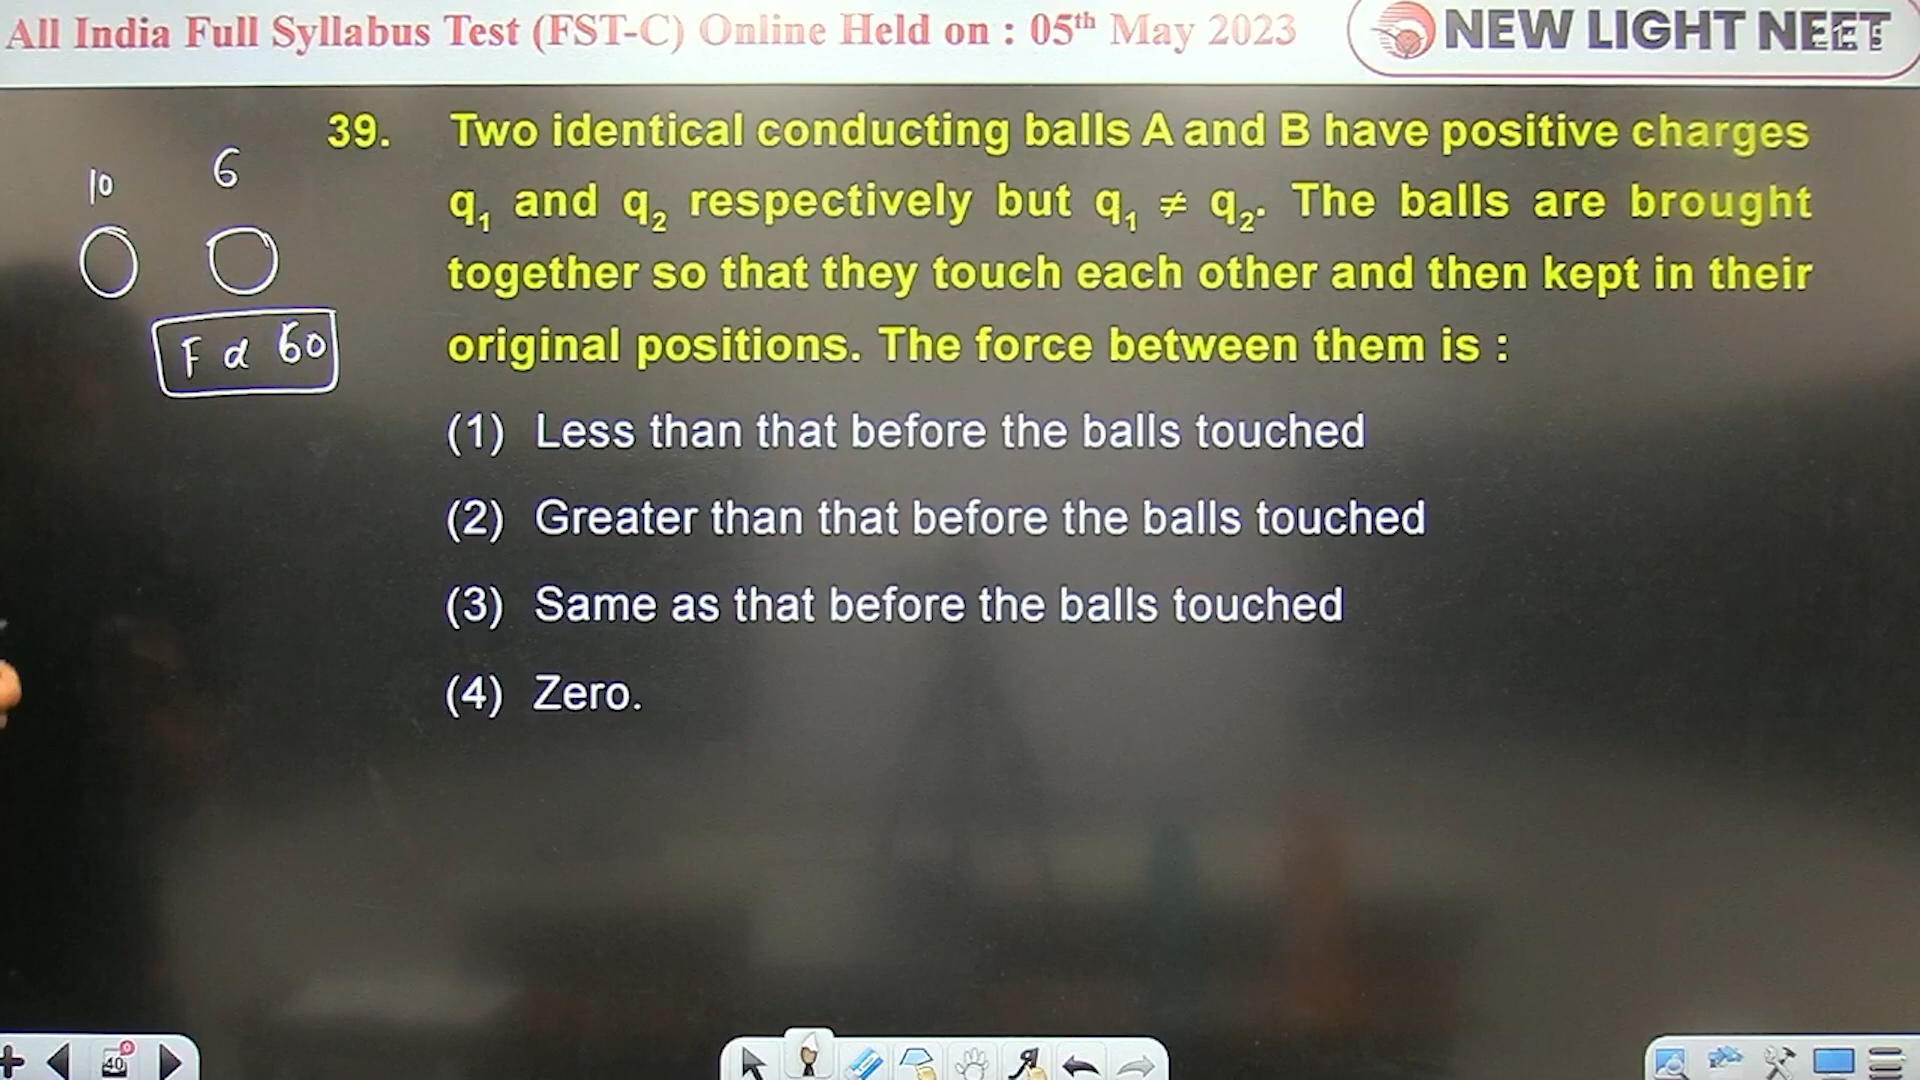 All India Full Syllabus Test (FST-C) Online Held on : 05th May 2023
NEW LIGHT NEET
39. Two identical conducting balls A and B have positive charges
q1 and q2 respectively but q1 ≠ q2. The balls are brought
together so that they touch each other and then kept in their
original positions. The force between them is :
10 6
F α 60
(1) Less than that before the balls touched
(2) Greater than that before the balls touched
(3) Same as that before the balls touched
(4) Zero.
40
0